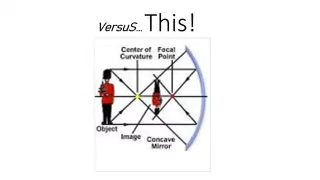 VersuS... This!
Center of Focal
Curvature Point
Object
Image
Concave
Mirror